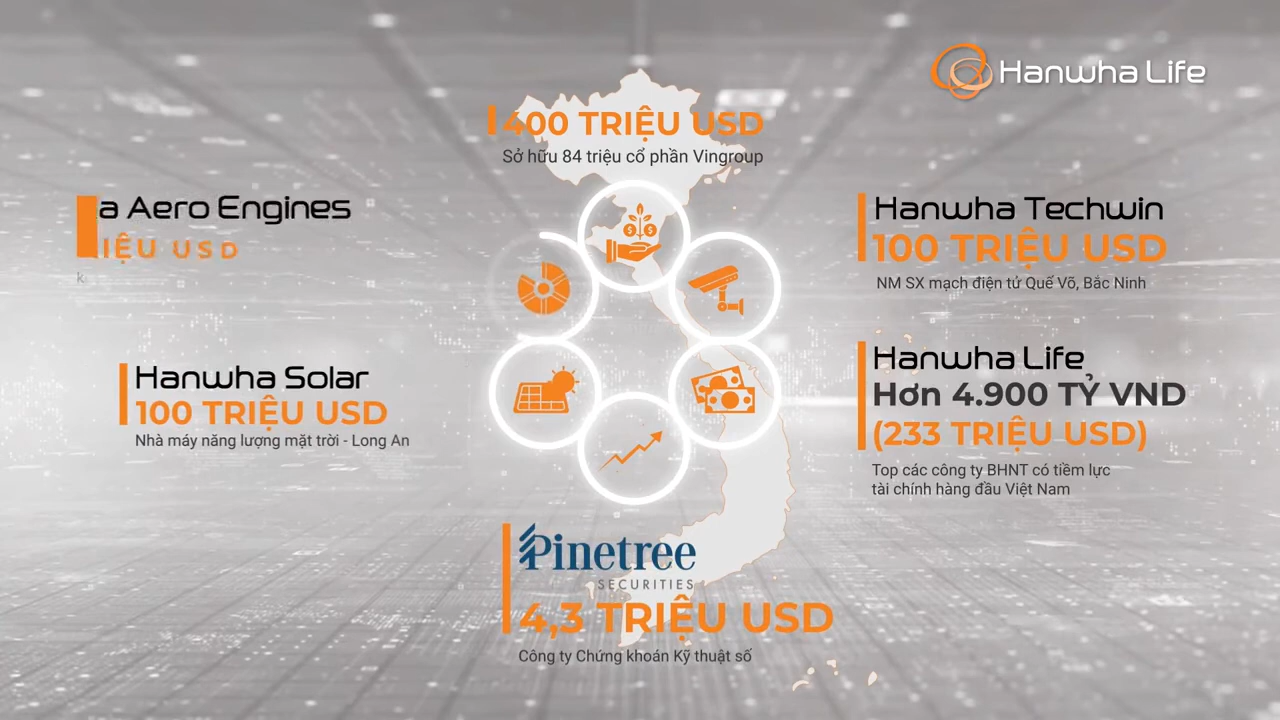 Hanwha Life
400 TRIỆU USD
Sở hữu 84 triệu cổ phần Vingroup
a Aero Engines
IỆU USD
Hanwha Techwin
100 TRIỆU USD
NM SX mạch điện tử Quế Võ, Bắc Ninh
Hanwha Solar
100 TRIỆU USD
Nhà máy năng lượng mặt trời - Long An
Hanwha Life
Hơn 4.900 TỶ VND
(233 TRIỆU USD)
Top các công ty BHNT có tiềm lực
tài chính hàng đầu Việt Nam
Pinetree
SECURITIES
4,3 TRIỆU USD
Công ty Chứng khoán Kỹ thuật số